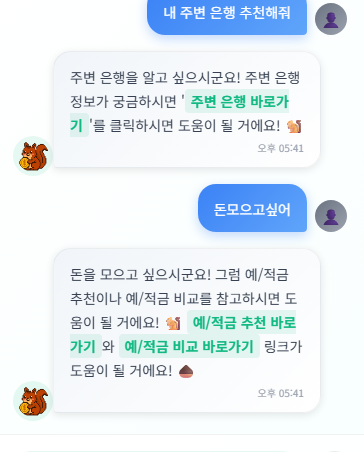 내 주변 은행 추천해줘
주변 은행을 알고 싶으시군요! 주변 은행
정보가 궁금하시면 ' 주변 은행 바로가
기 '를 클릭하시면 도움이 될 거에요! 🐿️
오후 05:41
돈모으고싶어
돈을 모으고 싶으시군요! 그럼 예/적금
추천이나 예/적금 비교를 참고하시면 도
움이 될 거에요! 🐿️ 예/적금 추천 바로
가기 와 예/적금 비교 바로가기 링크가
도움이 될 거에요! 🌰
오후 05:41